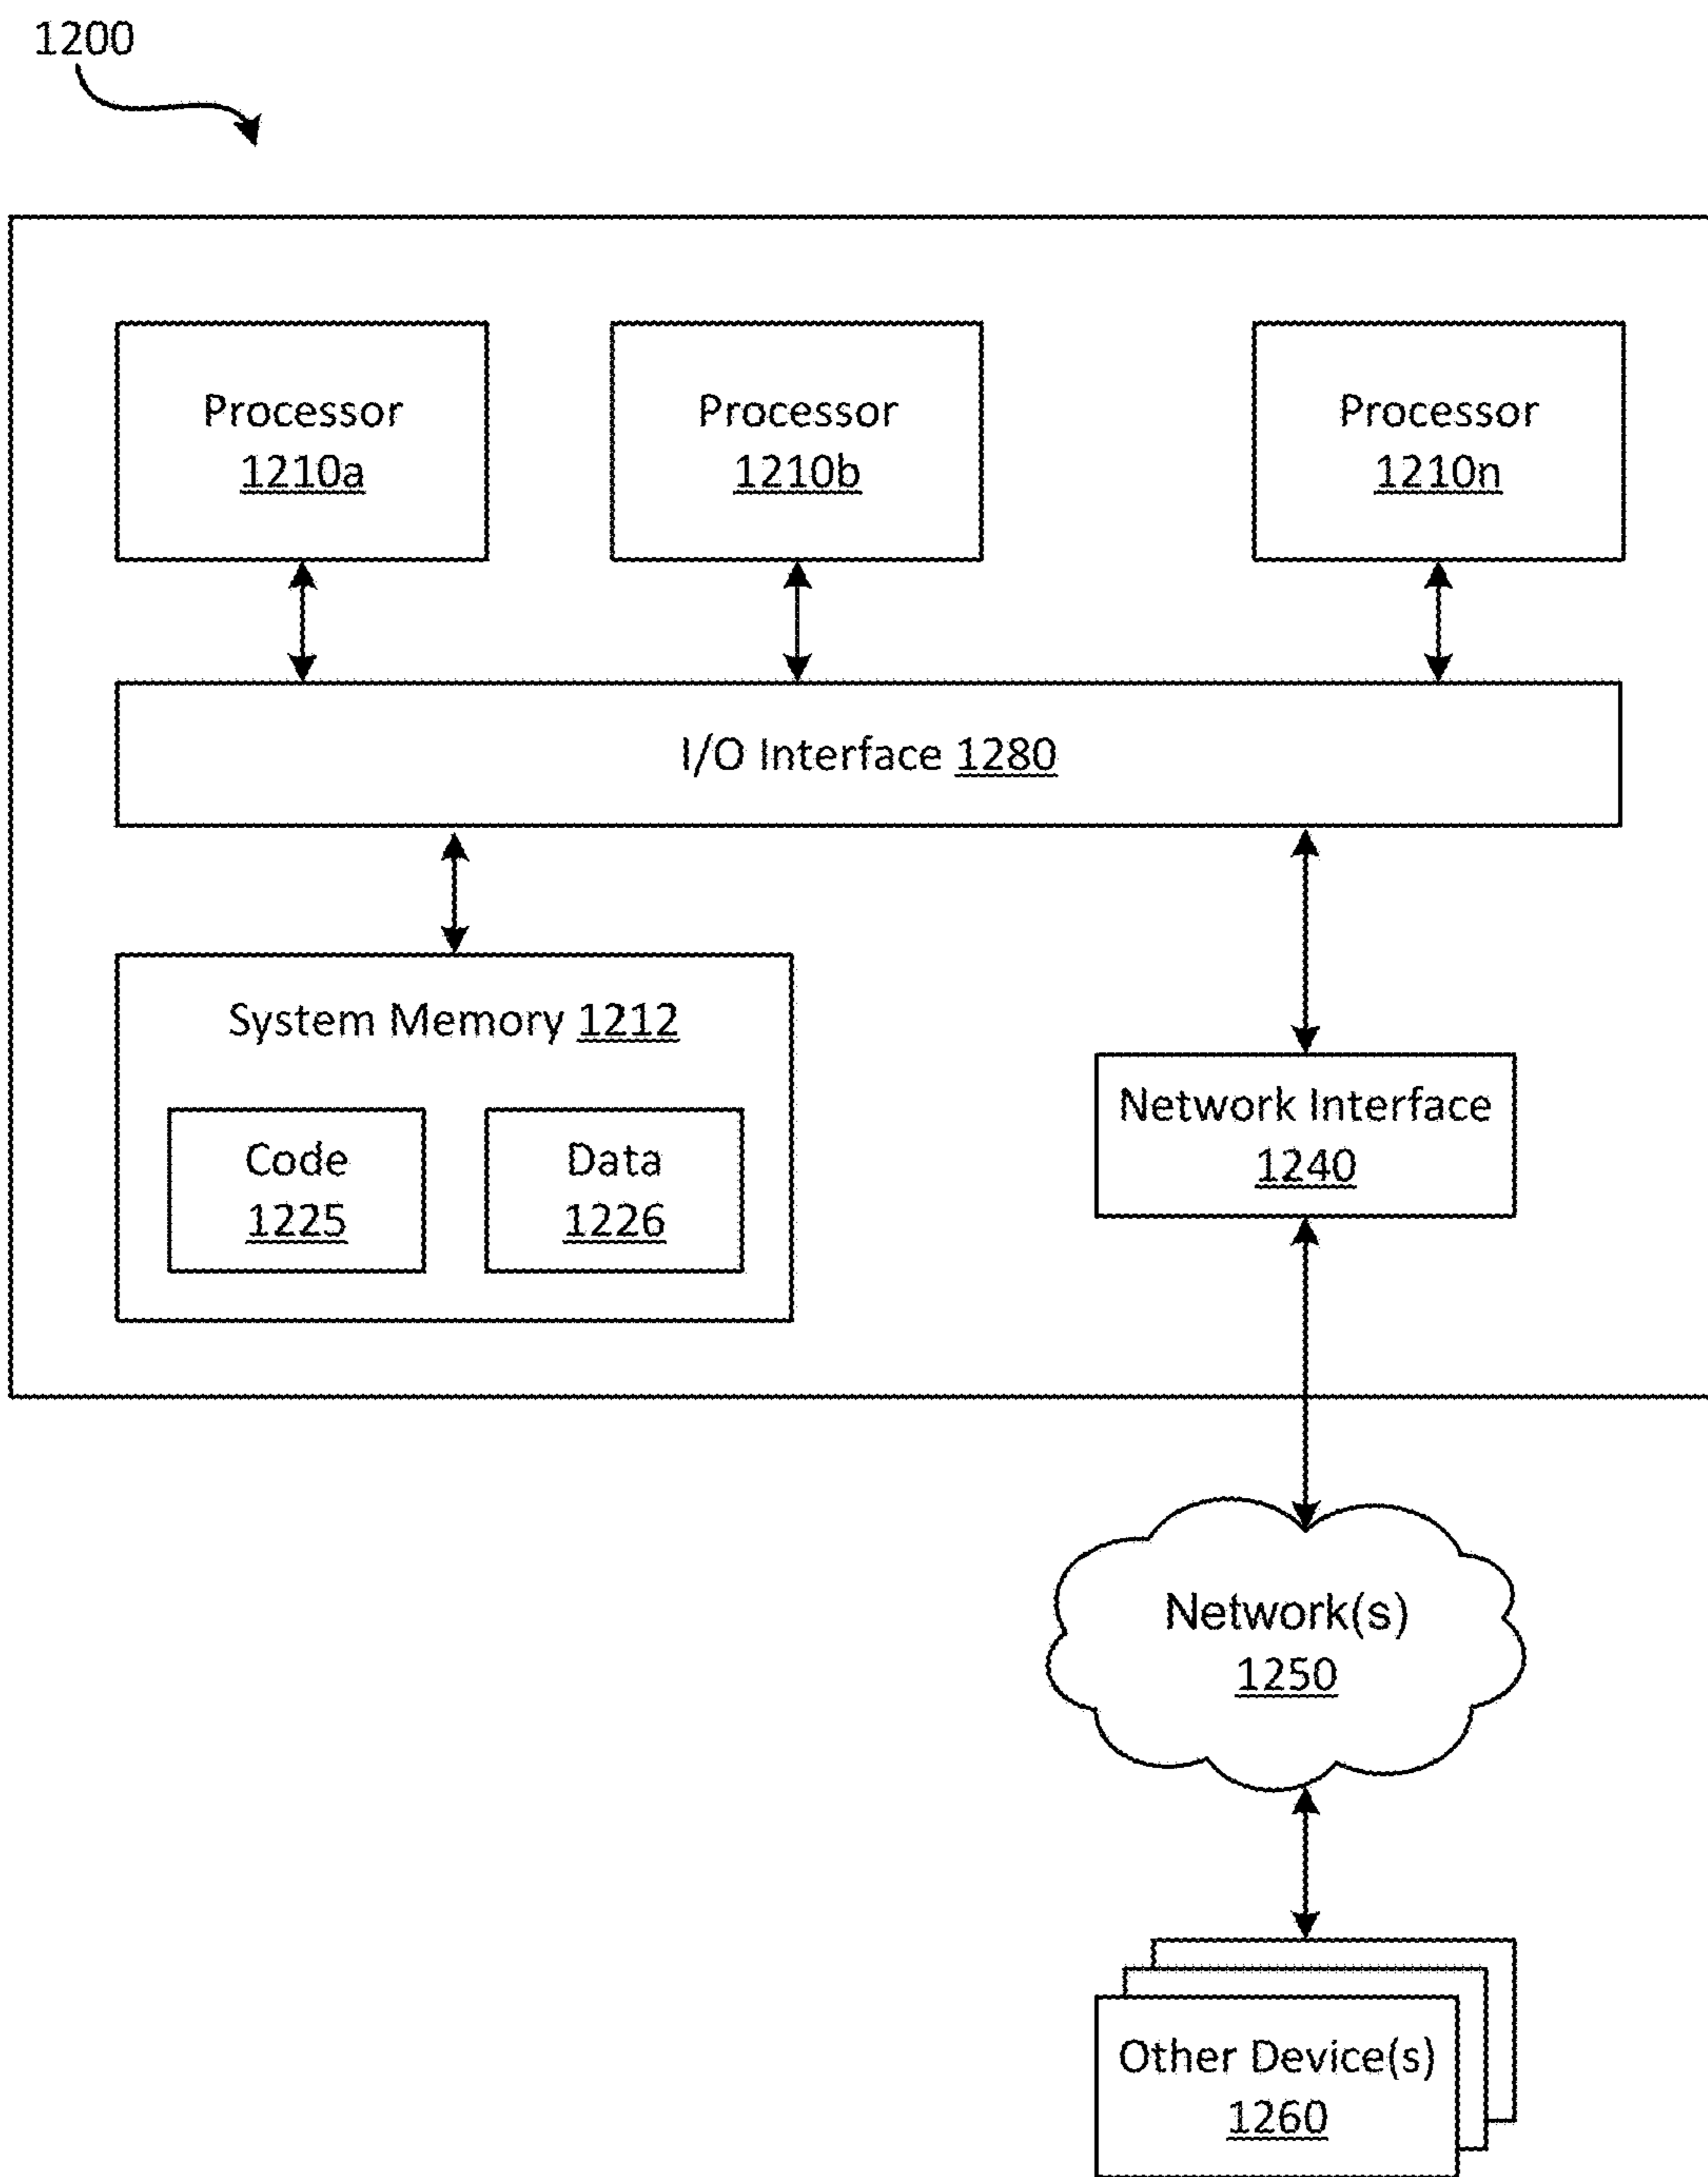 1200
Processor
1210a
Processor
1210b
Processor
1210n
I/O Interface 1280
System Memory 1212
Code
1225
Data
1226
Network Interface
1240
Network(s)
1250
Other Device(s)
1260